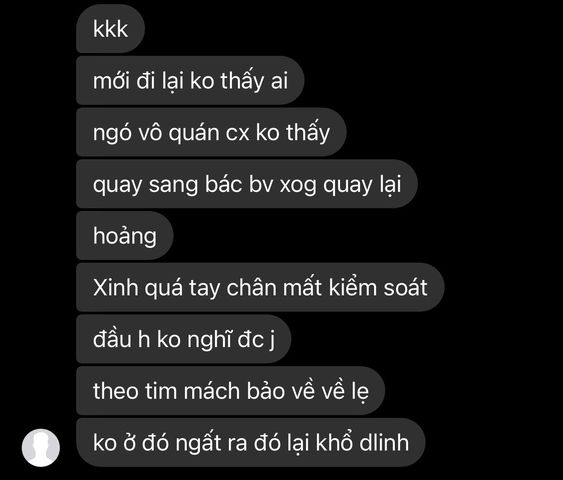 kkk
mới đi lại ko thấy ai
ngó vô quán cx ko thấy
quay sang bác bv xog quay lại
hoảng
Xinh quá tay chân mất kiểm soát
đầu h ko nghĩ đc j
theo tim mách bảo về về lẹ
ko ở đó ngất ra đó lại khổ dlinh